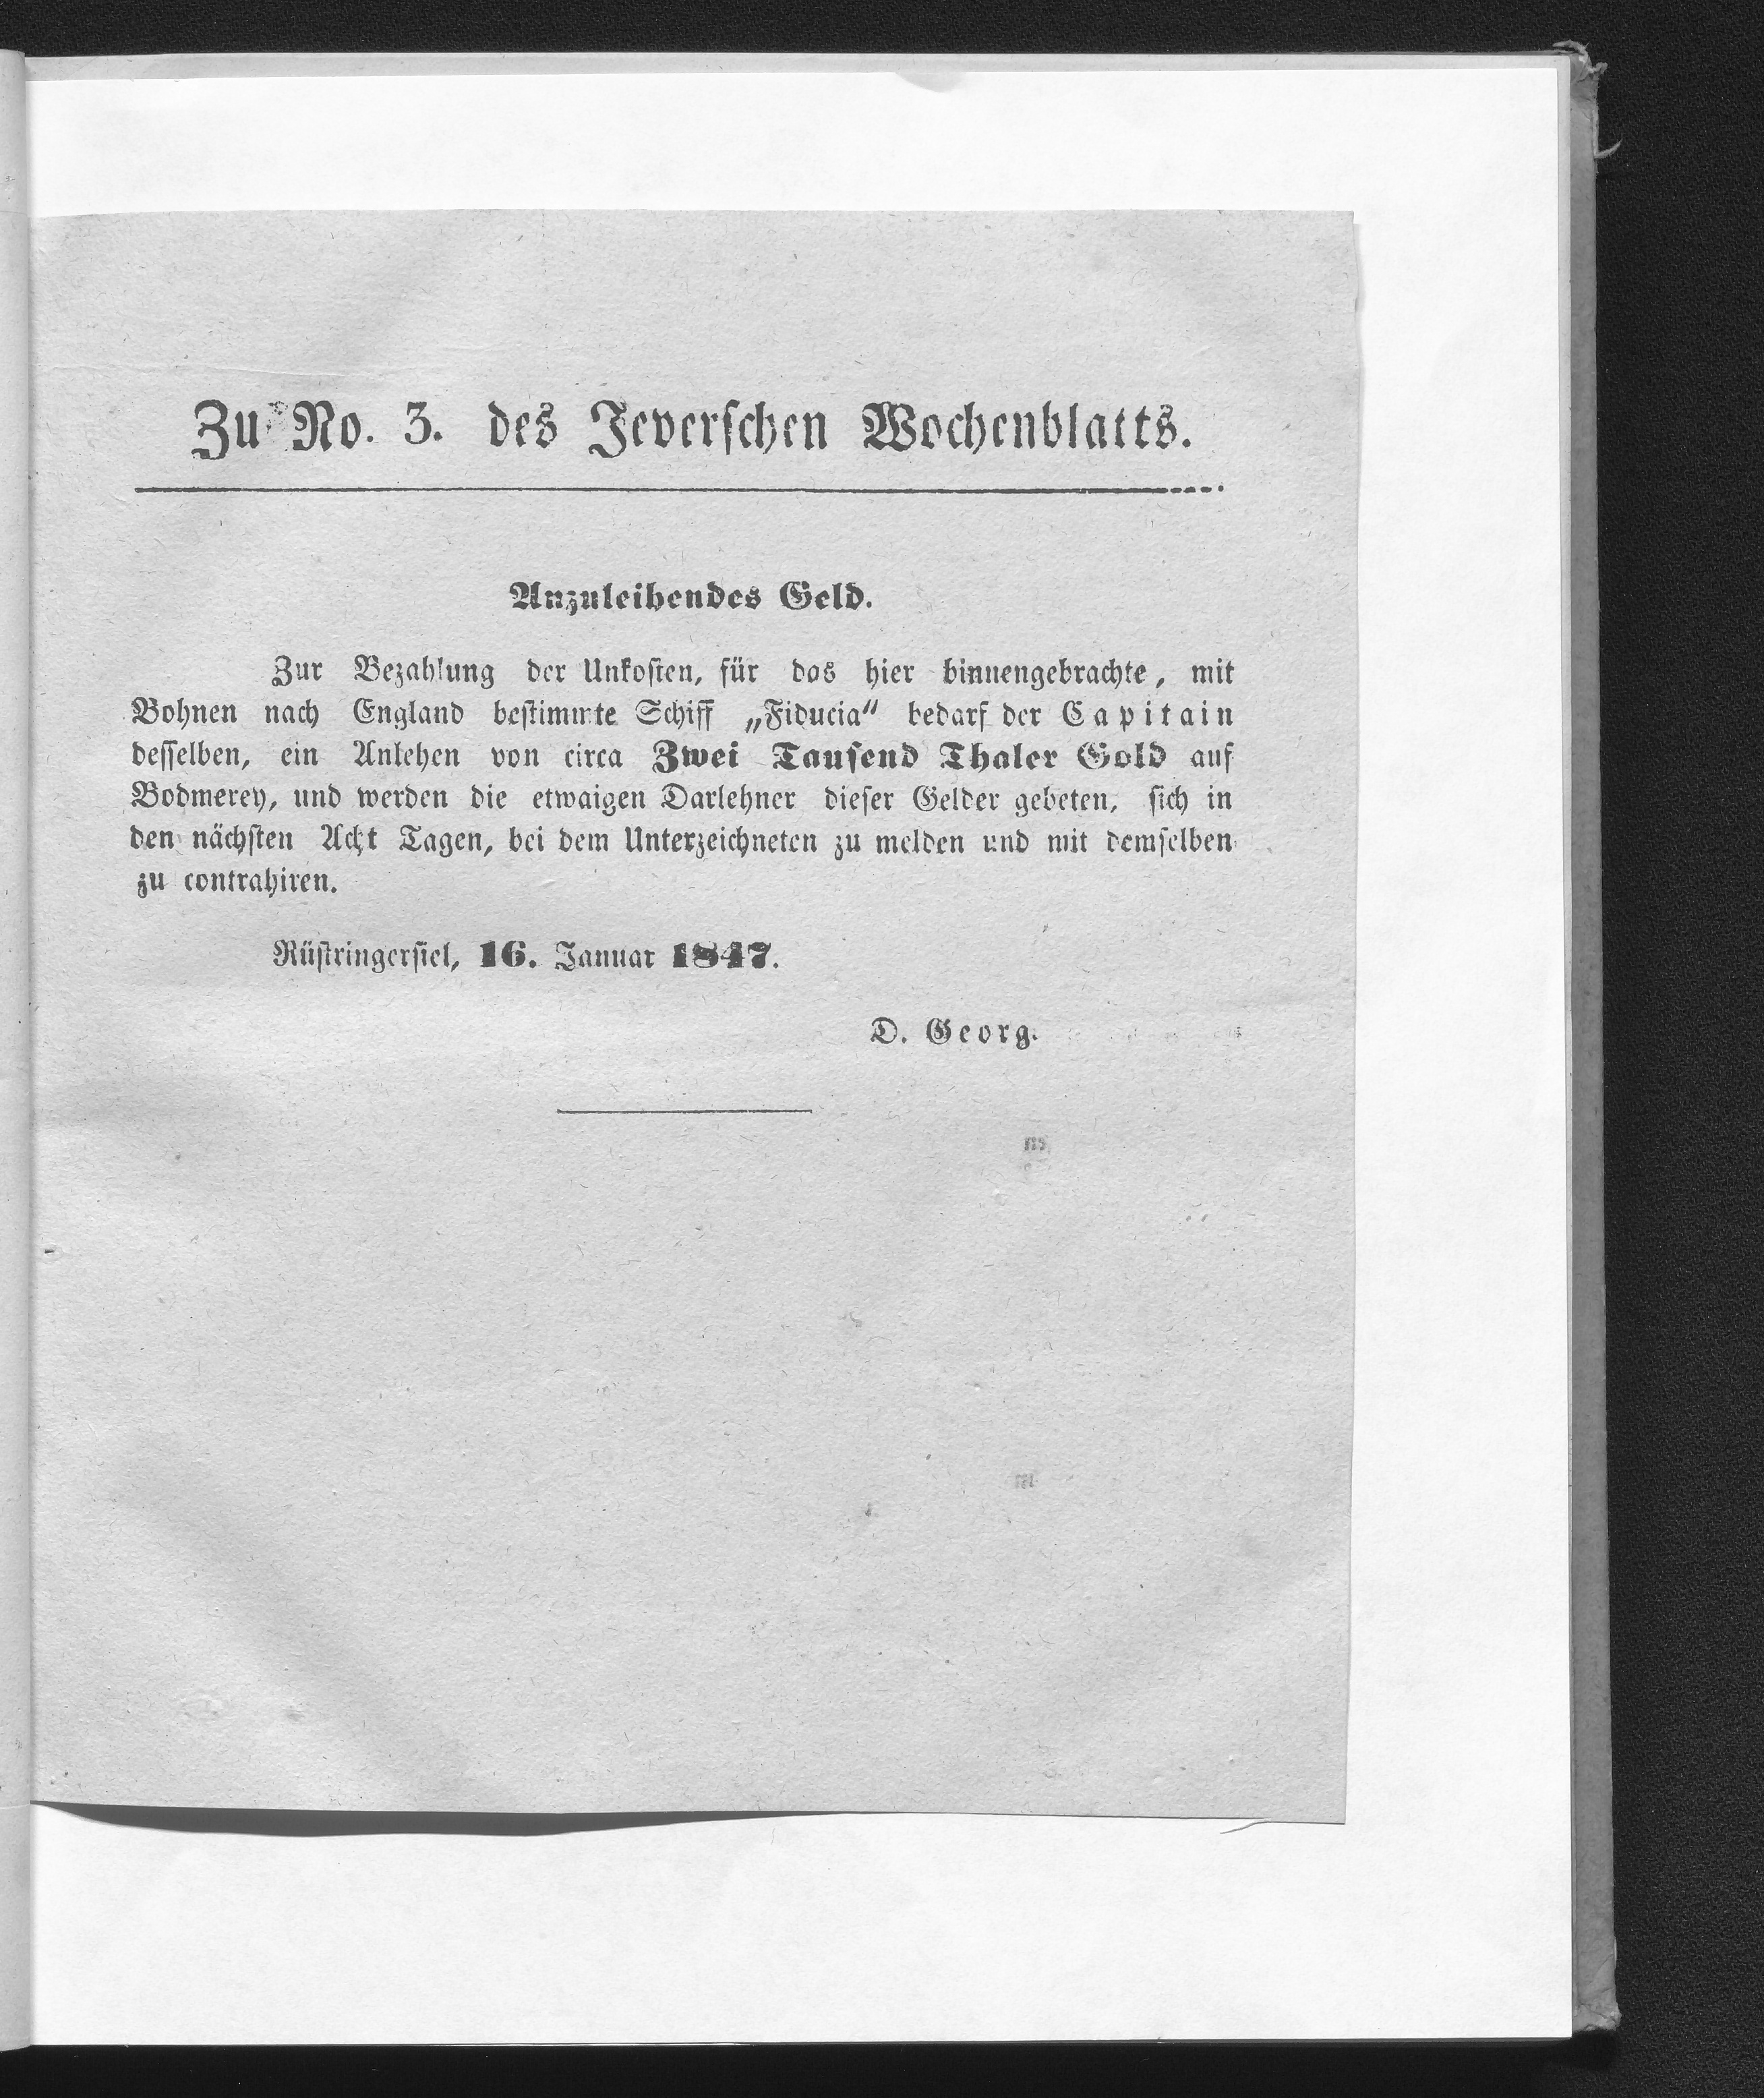 Zu No. 3. des Jeverschen Wochenblatts.
Anzuleihendes Geld.
Zur Bezahlung der Unkosten, für das hier binnengebrachte, mit
Bohnen nach England bestimmte Schiff „Fiducia“ bedarf der Capitain
desselben, ein Anlehen von circa Zwei Tausend Thaler Gold auf
Bodmerey, und werden die etwaigen Darlehner dieser Gelder gebeten, sich in
den nächsten Acht Tagen, bei dem Unterzeichneten zu melden und mit demselben
zu contrahiren.
Rüstringersiel, 16. Januar 1847.
D. Georg.